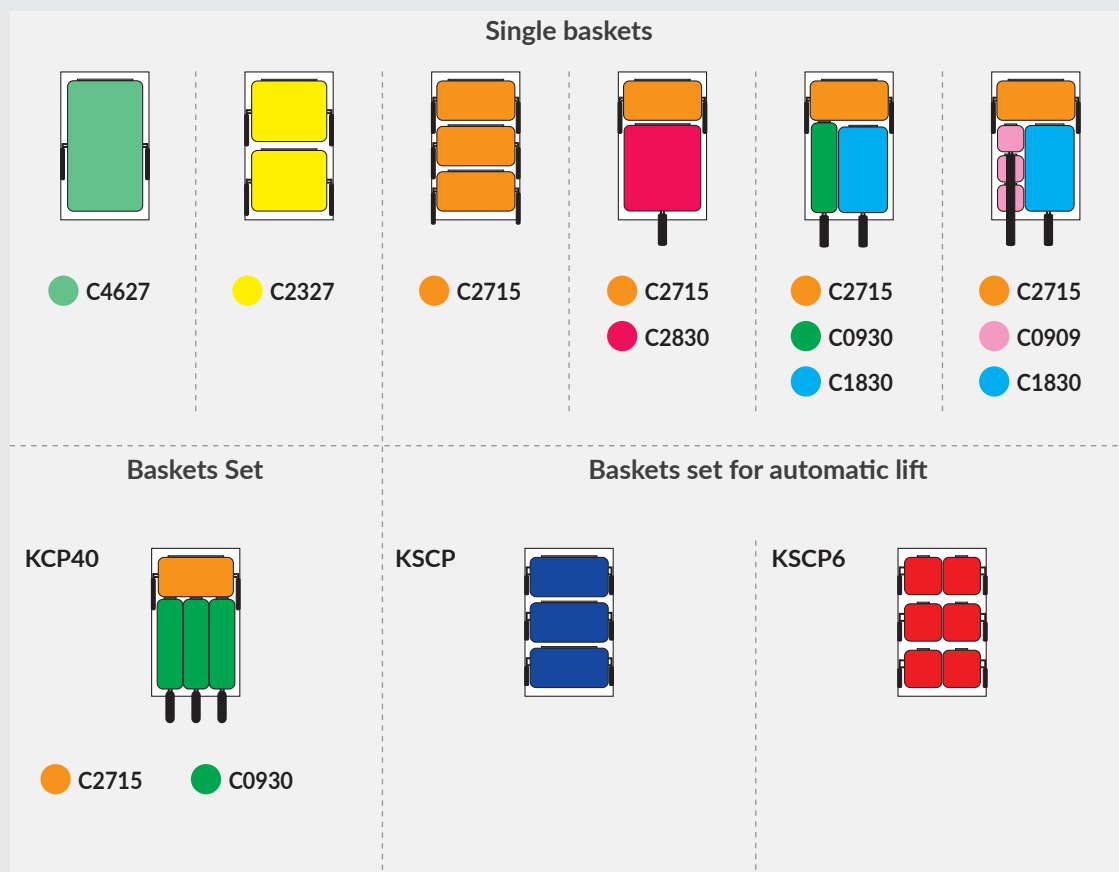 Single baskets
C4627
C2327
C2715
C2715
C2830
C2715
C0930
C1830
C2715
C0909
C1830
Baskets Set
KCP40
C2715
C0930
Baskets set for automatic lift
KSCP
KSCP6